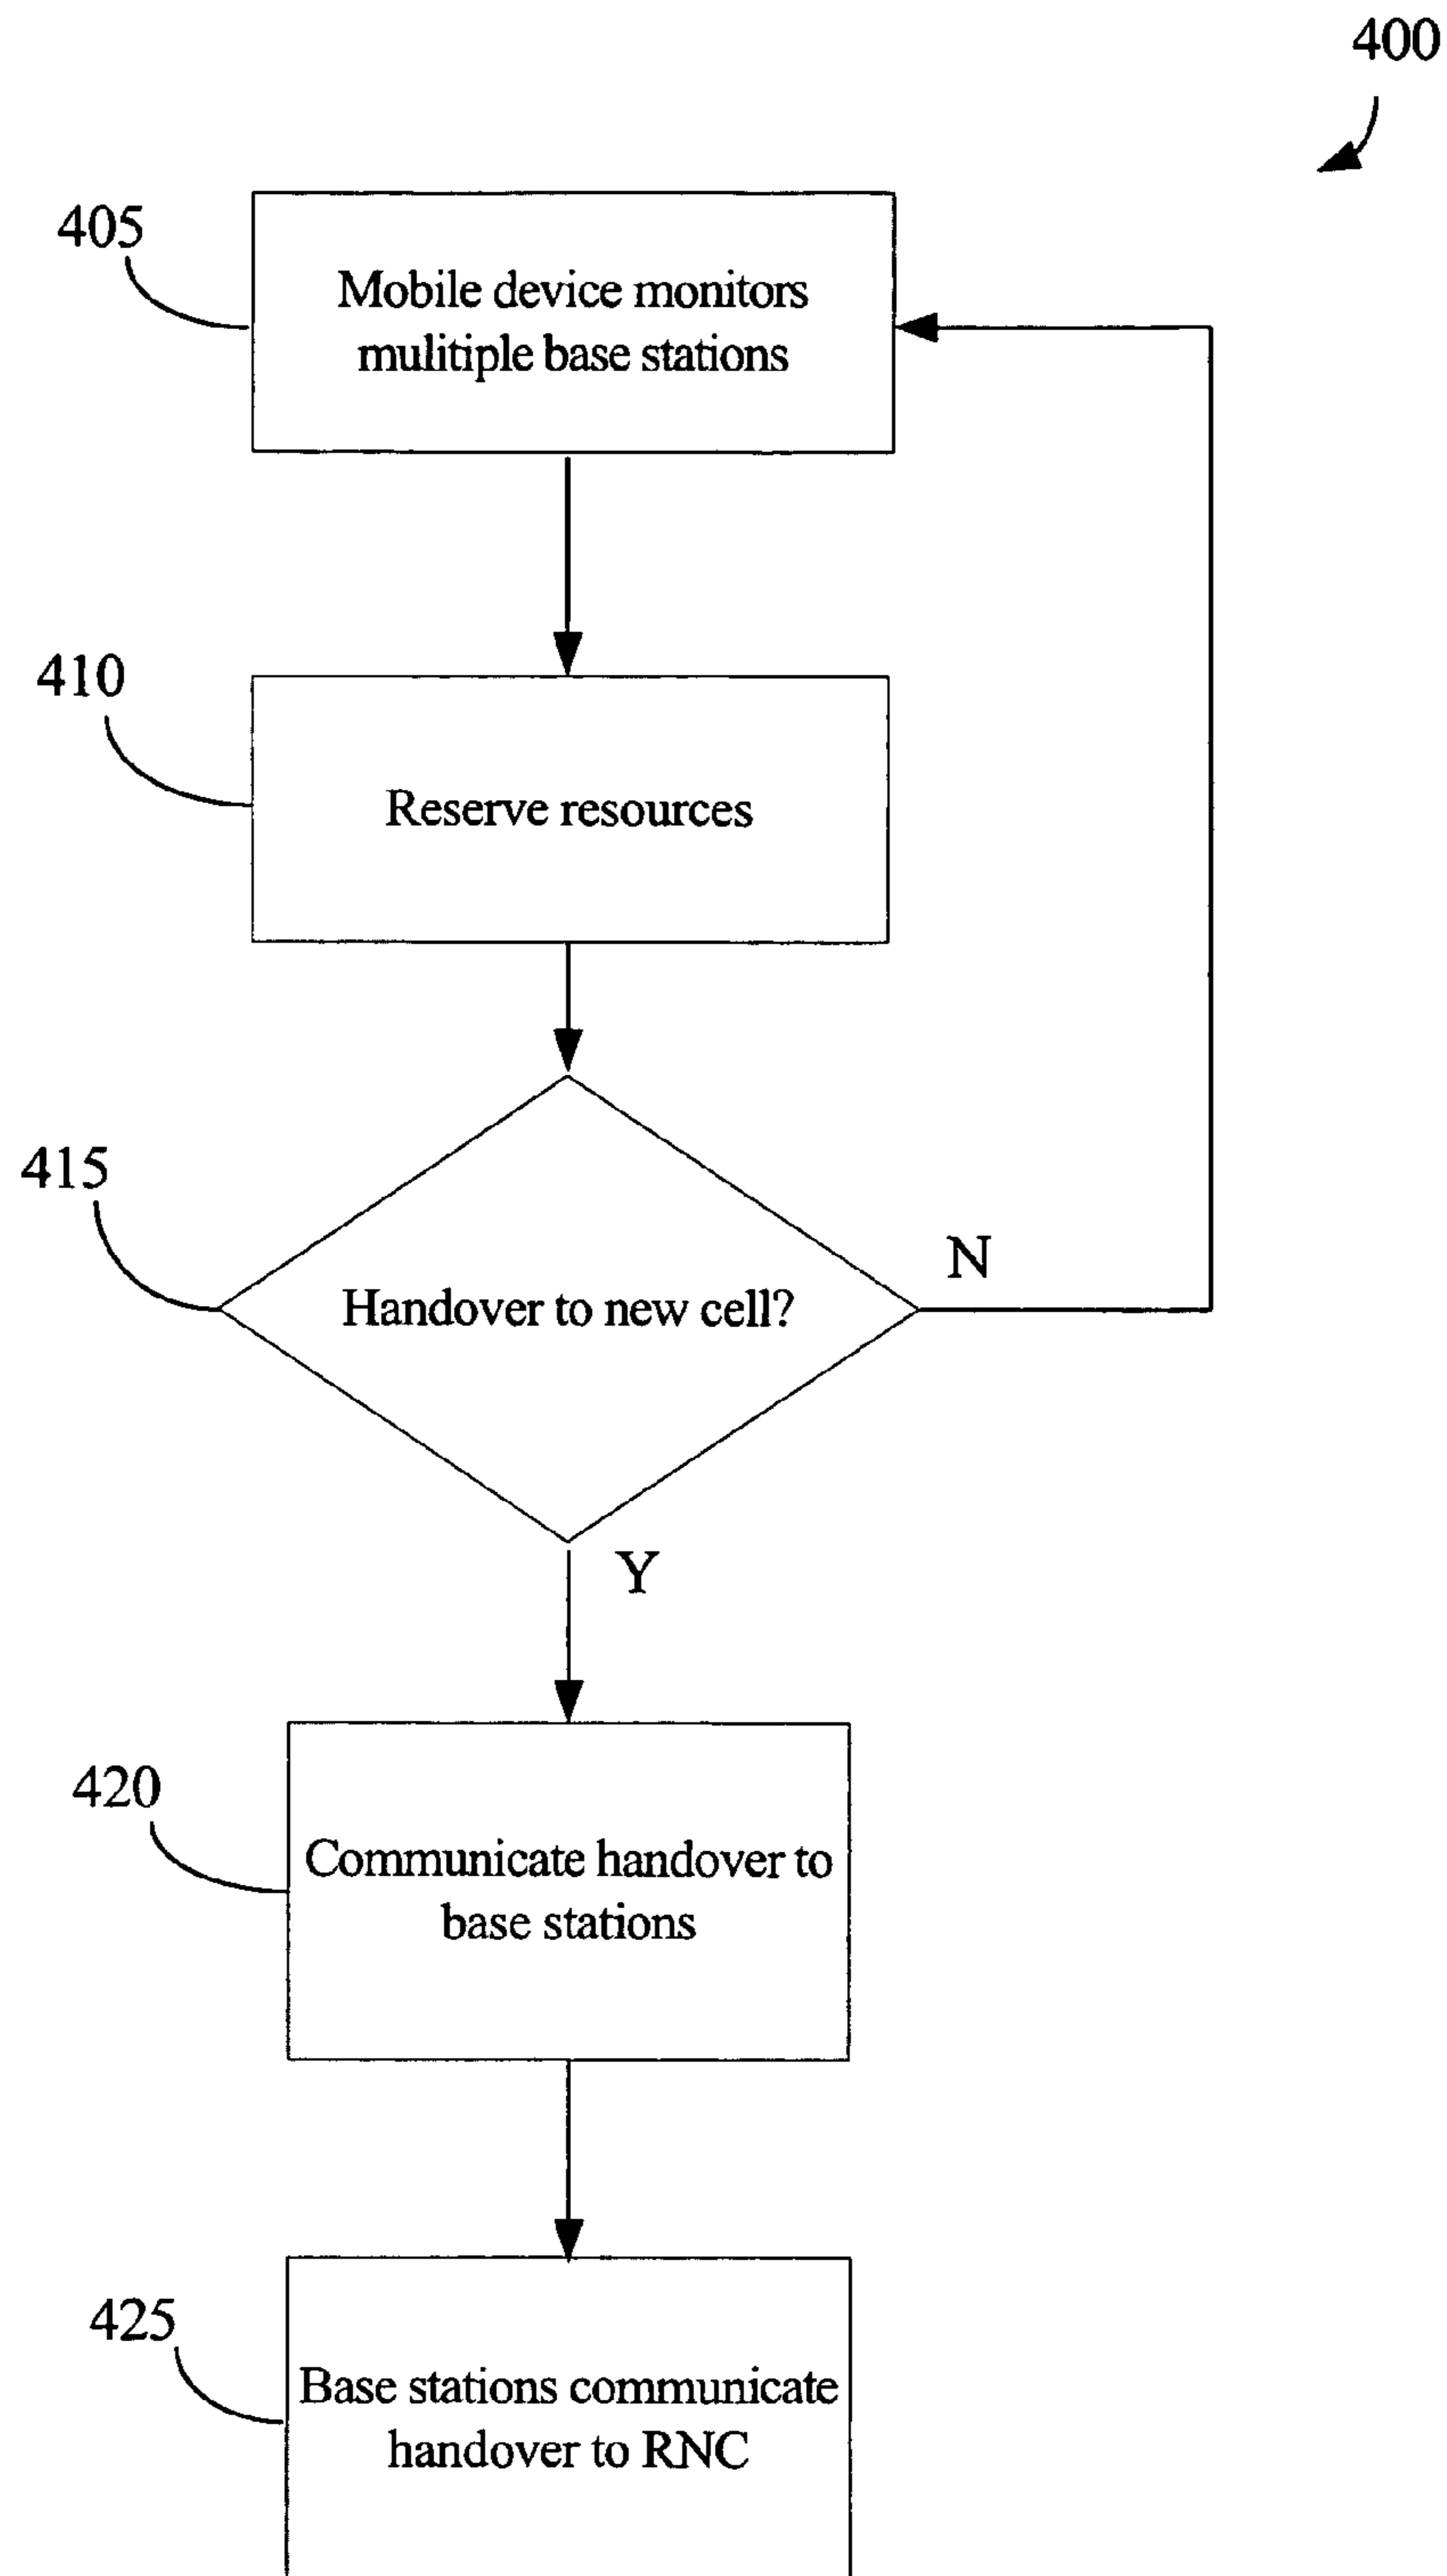 400
405
Mobile device monitors
mulitiple base stations
410
Reserve resources
415
Handover to new cell?
N
Y
420
Communicate handover to
base stations
425
Base stations communicate
handover to RNC